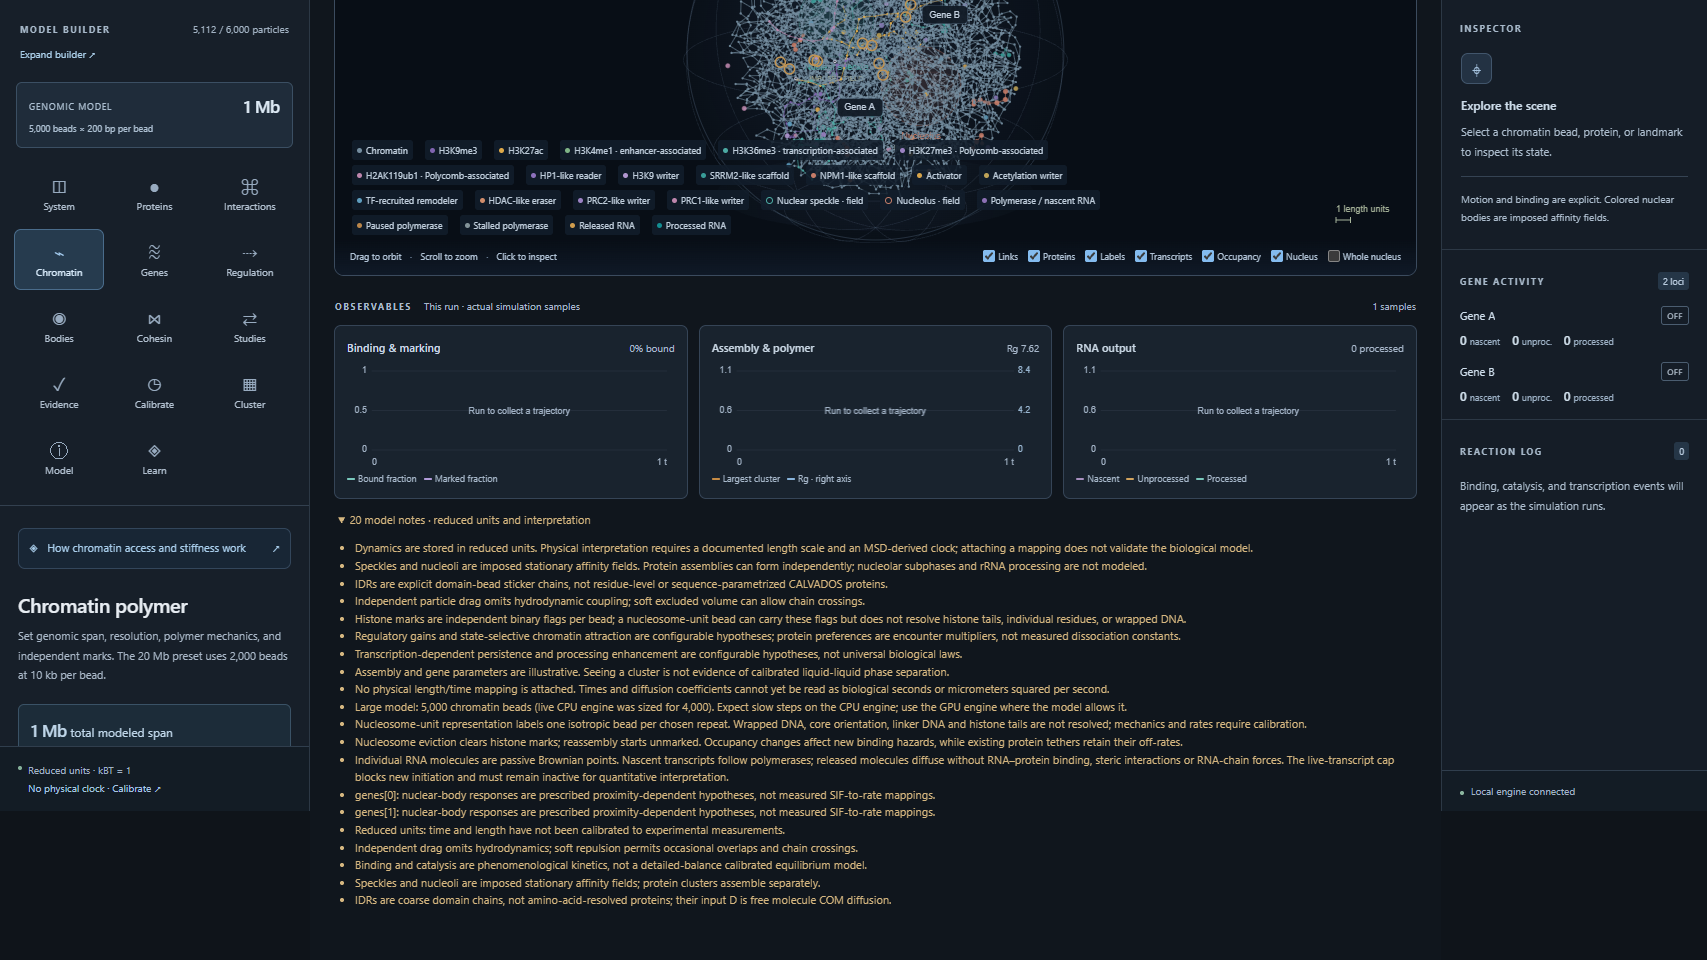 MODEL BUILDER
5,112 / 6,000 particles
Expand builder ↗
GENOMIC MODEL
1 Mb
5,000 beads × 200 bp per bead
System
Proteins
Interactions
Chromatin
Genes
Regulation
Bodies
Cohesin
Studies
Evidence
Calibrate
Cluster
Model
Learn
How chromatin access and stiffness work ↗
Chromatin polymer
Set genomic span, resolution, polymer mechanics, and
independent marks. The 20 Mb preset uses 2,000 beads
at 10 kb per bead.
1 Mb total modeled span
Reduced units · kBT = 1
No physical clock · Calibrate ↗
Gene B
Gene A
Chromatin
H3K9me3
H3K27ac
H3K4me1 · enhancer-associated
H3K36me3 · transcription-associated
H3K27me3 · Polycomb-associated
H2AK119ub1 · Polycomb-associated
HP1-like reader
H3K9 writer
SRRM2-like scaffold
NPM1-like scaffold
Activator
Acetylation writer
TF-recruited remodeler
HDAC-like eraser
PRC2-like writer
PRC1-like writer
Nuclear speckle · field
Nucleolus · field
Polymerase / nascent RNA
Paused polymerase
Stalled polymerase
Released RNA
Processed RNA
1 length units
Drag to orbit · Scroll to zoom · Click to inspect
Links
Proteins
Labels
Transcripts
Occupancy
Nucleus
Whole nucleus
OBSERVABLES
This run · actual simulation samples
1 samples
Binding & marking
0% bound
1
0.5
0
Run to collect a trajectory
0
1 t
Bound fraction
Marked fraction
Assembly & polymer
Rg 7.62
1.1
0.6
0
8.4
4.2
0
Run to collect a trajectory
0
1 t
Largest cluster
Rg · right axis
RNA output
0 processed
1.1
0.6
0
Run to collect a trajectory
0
1 t
Nascent
Unprocessed
Processed
▼ 20 model notes · reduced units and interpretation
• Dynamics are stored in reduced units. Physical interpretation requires a documented length scale and an MSD-derived clock; attaching a mapping does not validate the biological model.
• Speckles and nucleoli are imposed stationary affinity fields. Protein assemblies can form independently; nucleolar subphases and rRNA processing are not modeled.
• IDRs are explicit domain-bead sticker chains, not residue-level or sequence-parametrized CALVADOS proteins.
• Independent particle drag omits hydrodynamic coupling; soft excluded volume can allow chain crossings.
• Histone marks are independent binary flags per bead; a nucleosome-unit bead can carry these flags but does not resolve histone tails, individual residues, or wrapped DNA.
• Regulatory gains and state-selective chromatin attraction are configurable hypotheses; protein preferences are encounter multipliers, not measured dissociation constants.
• Transcription-dependent persistence and processing enhancement are configurable hypotheses, not universal biological laws.
• Assembly and gene parameters are illustrative. Seeing a cluster is not evidence of calibrated liquid-liquid phase separation.
• No physical length/time mapping is attached. Times and diffusion coefficients cannot yet be read as biological seconds or micrometers squared per second.
• Large model: 5,000 chromatin beads (live CPU engine was sized for 4,000). Expect slow steps on the CPU engine; use the GPU engine where the model allows it.
• Nucleosome-unit representation labels one isotropic bead per chosen repeat. Wrapped DNA, core orientation, linker DNA and histone tails are not resolved; mechanics and rates require calibration.
• Nucleosome eviction clears histone marks; reassembly starts unmarked. Occupancy changes affect new binding hazards, while existing protein tethers retain their off-rates.
• Individual RNA molecules are passive Brownian points. Nascent transcripts follow polymerases; released molecules diffuse without RNA–protein binding, steric interactions or RNA-chain forces. The live-transcript cap
blocks new initiation and must remain inactive for quantitative interpretation.
• genes[0]: nuclear-body responses are prescribed proximity-dependent hypotheses, not measured SIF-to-rate mappings.
• genes[1]: nuclear-body responses are prescribed proximity-dependent hypotheses, not measured SIF-to-rate mappings.
• Reduced units: time and length have not been calibrated to experimental measurements.
• Independent drag omits hydrodynamics; soft repulsion permits occasional overlaps and chain crossings.
• Binding and catalysis are phenomenological kinetics, not a detailed-balance calibrated equilibrium model.
• Speckles and nucleoli are imposed stationary affinity fields; protein clusters assemble separately.
• IDRs are coarse domain chains, not amino-acid-resolved proteins; their input D is free molecule COM diffusion.
INSPECTOR
Explore the scene
Select a chromatin bead, protein, or landmark
to inspect its state.
Motion and binding are explicit. Colored nuclear
bodies are imposed affinity fields.
GENE ACTIVITY
2 loci
Gene A
OFF
0 nascent 0 unproc. 0 processed
Gene B
OFF
0 nascent 0 unproc. 0 processed
REACTION LOG
0
Binding, catalysis, and transcription events will
appear as the simulation runs.
Local engine connected